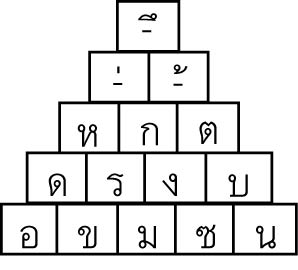 -ึ
-่ -้
ห ก ต
ด ร ง บ
อ ข ม ซ น